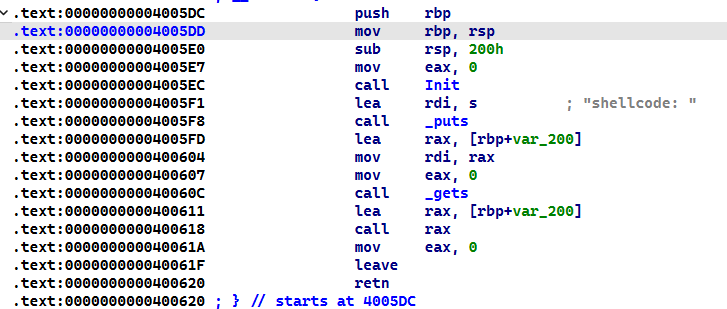 .text:00000000004005DC push rbp
.text:00000000004005DD mov rbp, rsp
.text:00000000004005E0 sub rsp, 200h
.text:00000000004005E7 mov eax, 0
.text:00000000004005EC call Init
.text:00000000004005F1 lea rdi, s ; "shellcode: "
.text:00000000004005F8 call _puts
.text:00000000004005FD lea rax, [rbp+var_200]
.text:0000000000400604 mov rdi, rax
.text:0000000000400607 mov eax, 0
.text:000000000040060C call _gets
.text:0000000000400611 lea rax, [rbp+var_200]
.text:0000000000400618 call rax
.text:000000000040061A mov eax, 0
.text:000000000040061F leave
.text:0000000000400620 retn
.text:0000000000400620 ; } // starts at 4005DC